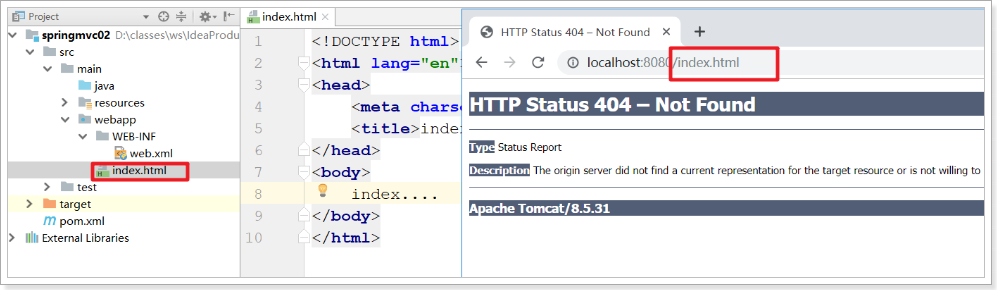 Project
springmvc02 D:\classes\ws\IdeaProdu
src
main
java
resources
webapp
WEB-INF
web.xml
index.html
test
target
pom.xml
External Libraries
index.html
1 <!DOCTYPE html>
2 <html lang="en"
3 <head>
4 <meta chars
5 <title>index
6 </head>
7 <body>
8 index....
9 </body>
10 </html>
HTTP Status 404 – Not Found
localhost:8080/index.html
HTTP Status 404 – Not Found
Type Status Report
Description The origin server did not find a current representation for the target resource or is not willing to
Apache Tomcat/8.5.31